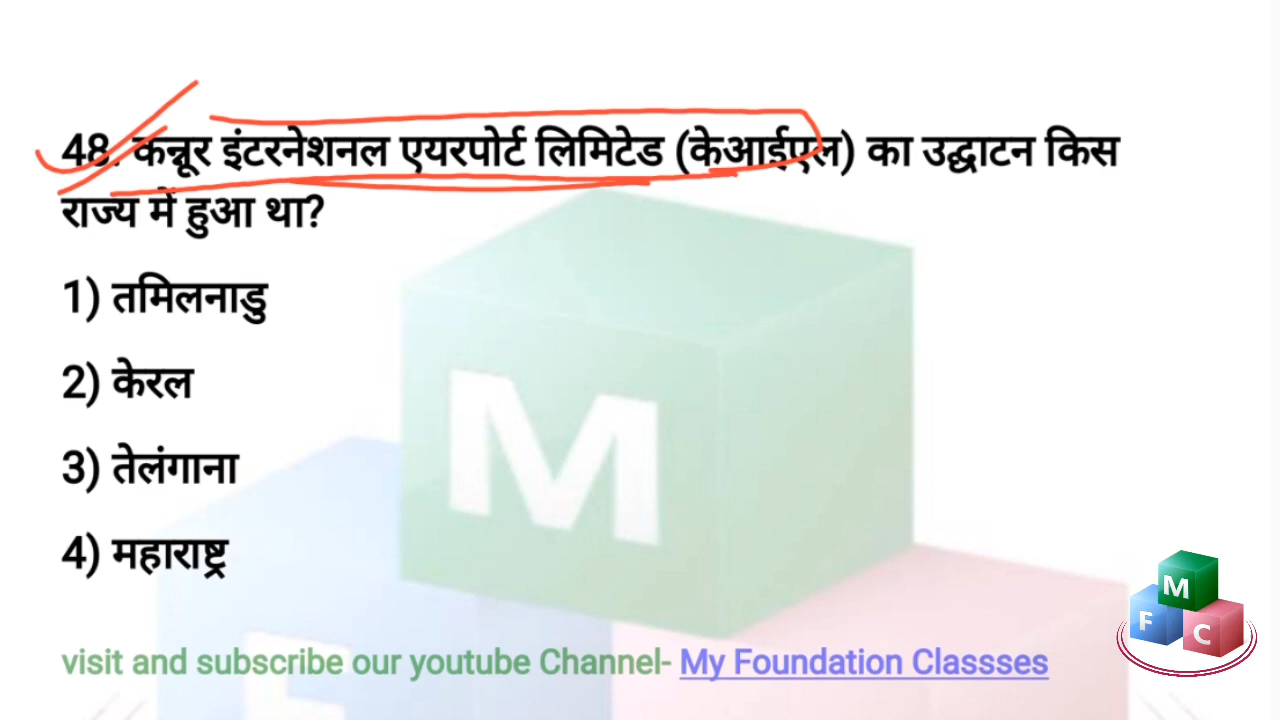 48. कन्नूर इंटरनेशनल एयरपोर्ट लिमिटेड (केआईएल) का उद्घाटन किस
राज्य में हुआ था?
1) तमिलनाडु
2) केरल
3) तेलंगाना
4) महाराष्ट्र
M
visit and subscribe our youtube Channel- My Foundation Classses
M
F C